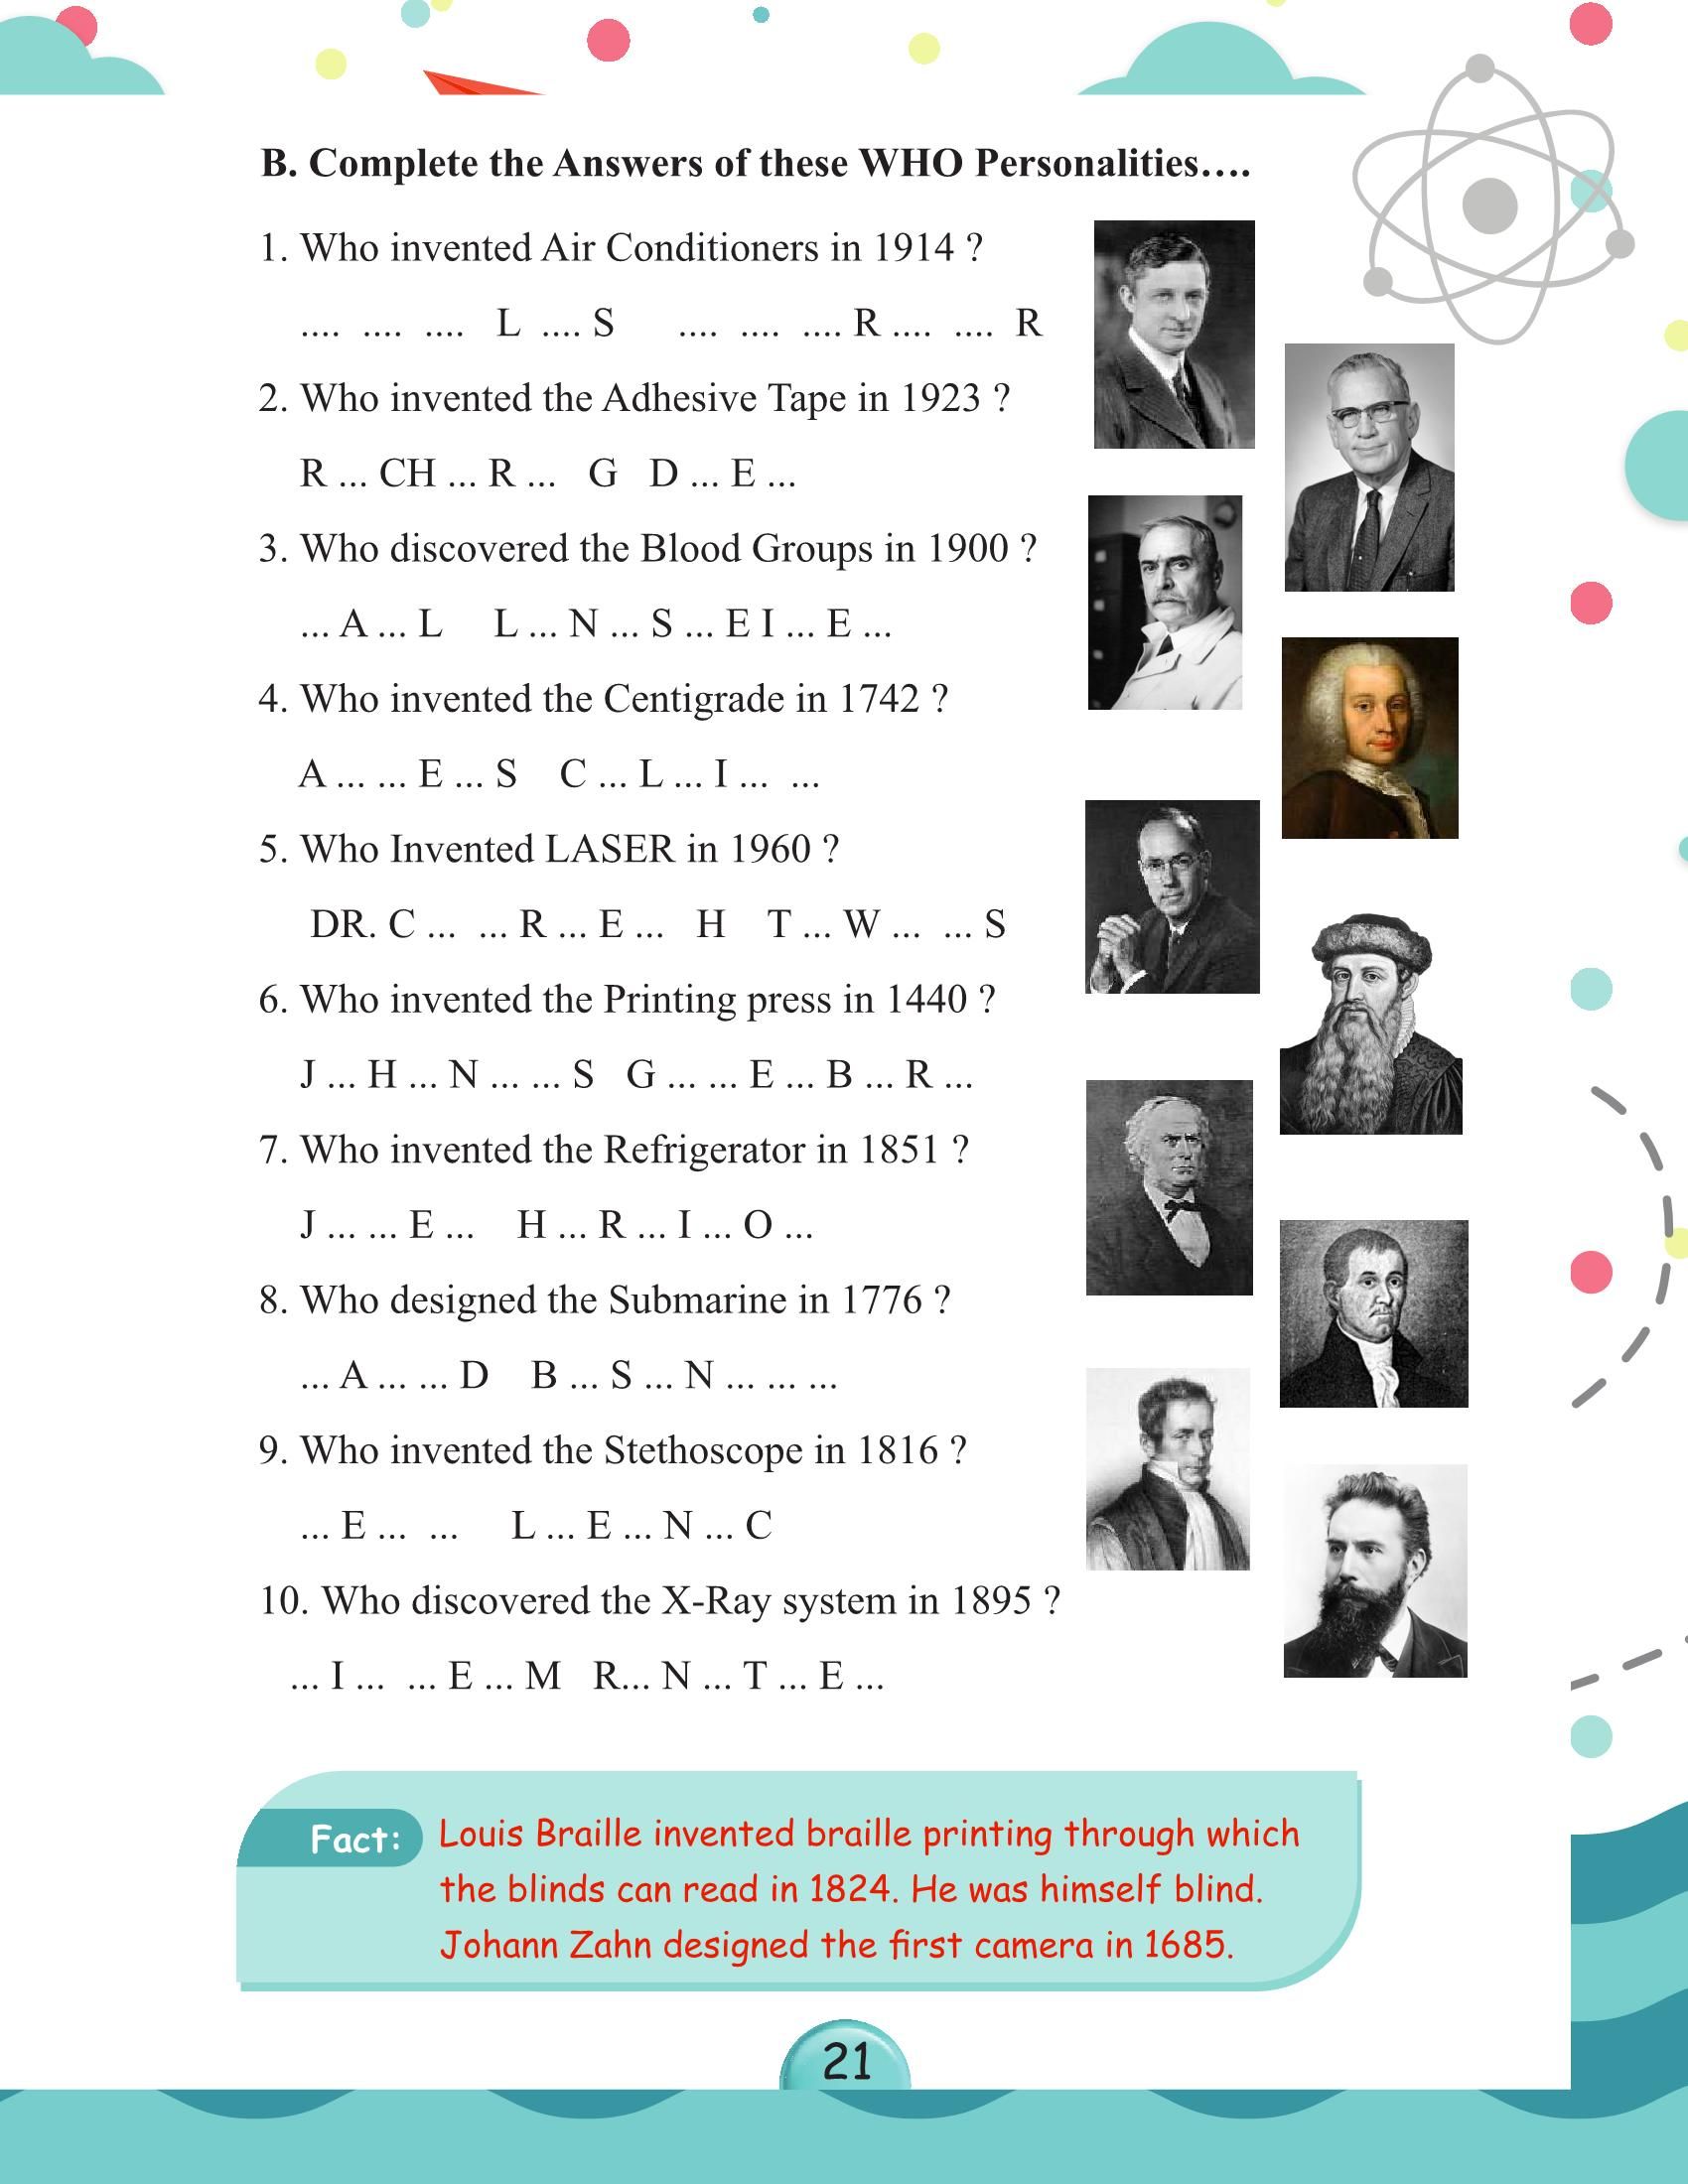 B. Complete the Answers of these WHO Personalities....
1. Who invented Air Conditioners in 1914 ?
.... .... .... L .... S .... .... .... R .... .... R
2. Who invented the Adhesive Tape in 1923 ?
R ... CH ... R ... G D ... E ...
3. Who discovered the Blood Groups in 1900 ?
... A ... L L ... N ... S ... E I ... E ...
4. Who invented the Centigrade in 1742 ?
A ... ... E ... S C ... L ... I ... ...
5. Who Invented LASER in 1960 ?
DR. C ... ... R ... E ... H T ... W ... ... S
6. Who invented the Printing press in 1440 ?
J ... H ... N ... ... S G ... ... E ... B ... R ...
7. Who invented the Refrigerator in 1851 ?
J ... ... E ... H ... R ... I ... O ...
8. Who designed the Submarine in 1776 ?
... A ... ... D B ... S ... N ... ... ...
9. Who invented the Stethoscope in 1816 ?
... E ... ... L ... E ... N ... C
10. Who discovered the X-Ray system in 1895 ?
... I ... ... E ... M R... N ... T ... E ...
Fact: Louis Braille invented braille printing through which
the blinds can read in 1824. He was himself blind.
Johann Zahn designed the first camera in 1685.
21